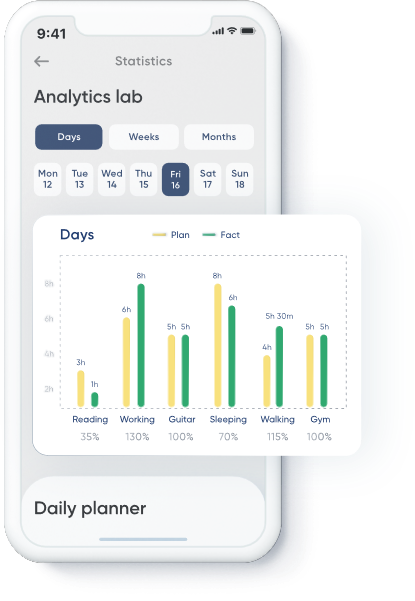 9:41
Statistics
Analytics lab
Days Weeks Months
Mon Tue Wed Thu Fri Sat Sun
12 13 14 15 16 17 18
Days Plan Fact
8h 8h 8h
6h 6h 6h
5h 5h 5h 30m 5h 5h
4h 4h
3h
2h 1h
Reading Working Guitar Sleeping Walking Gym
35% 130% 100% 70% 115% 100%
Daily planner